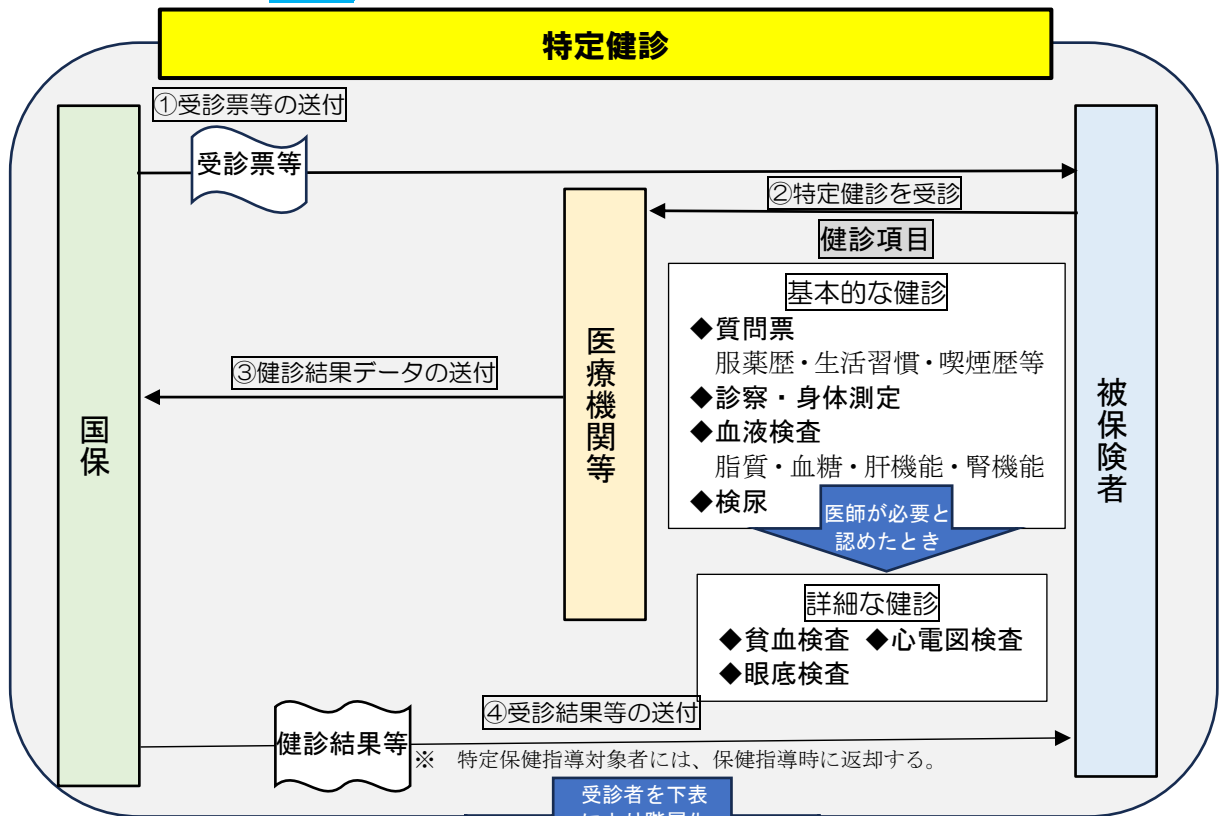 特定健診
①受診票等の送付
受診票等
②特定健診を受診
健診項目
基本的な健診
◆質問票
服薬歴・生活習慣・喫煙歴等
◆診察・身体測定
◆血液検査
脂質・血糖・肝機能・腎機能
◆検尿
医師が必要と
認めたとき
③健診結果データの送付
国保
医療機関等
被保険者
詳細な健診
◆貧血検査 ◆心電図検査
◆眼底検査
④受診結果等の送付
健診結果等
※ 特定保健指導対象者には、保健指導時に返却する。
受診者を下表